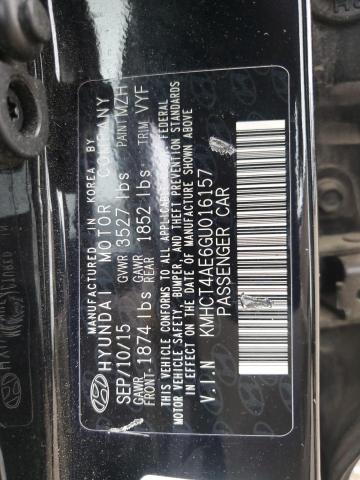 MANUFACTURED IN KOREA BY
HYUNDAI MOTOR COMPANY
SEP/10/15 GVWR 3527 lbs PAINT MZH
GAWR FRONT 1874 lbs GAWR REAR 1852 lbs TRIM VYF
THIS VEHICLE CONFORMS TO ALL APPLICABLE FEDERAL
MOTOR VEHICLE SAFETY, BUMPER, AND THEFT PREVENTION STANDARDS
IN EFFECT ON THE DATE OF MANUFACTURE SHOWN ABOVE
V.I.N KMHCT4AE6GU016157
PASSENGER CAR